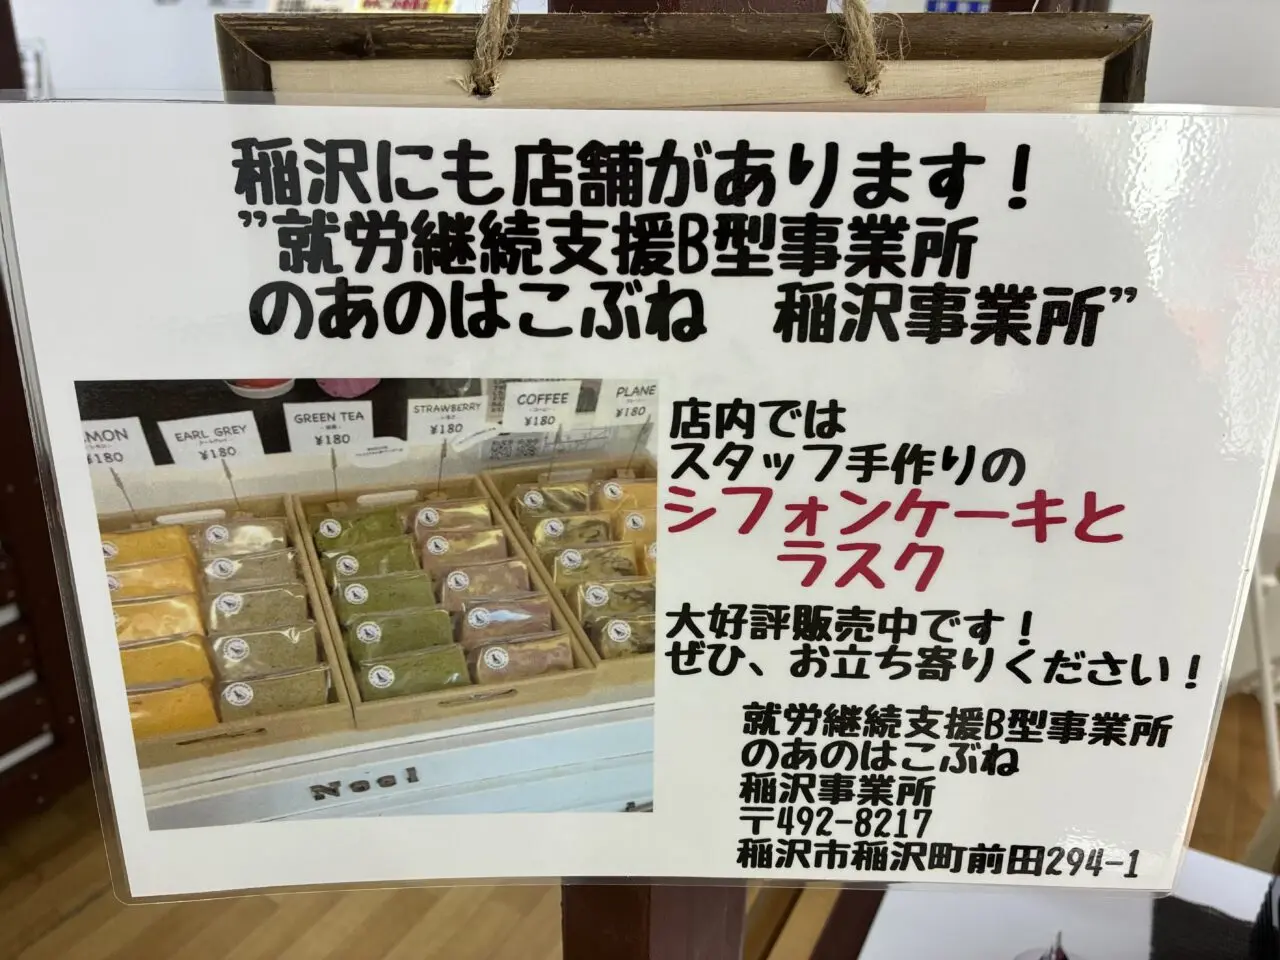 稲沢にも店舗があります！
”就労継続支援B型事業所
のあのはこぶね　稲沢事業所”
MON
¥180
EARL GREY
¥180
GREEN TEA
¥180
STRAWBERRY
¥180
COFFEE
¥180
PLANE
¥180
Noel
店内では
スタッフ手作りの
シフォンケーキと
ラスク
大好評販売中です！
ぜひ、お立ち寄りください！
就労継続支援B型事業所
のあのはこぶね
稲沢事業所
〒492-8217
稲沢市稲沢町前田294-1